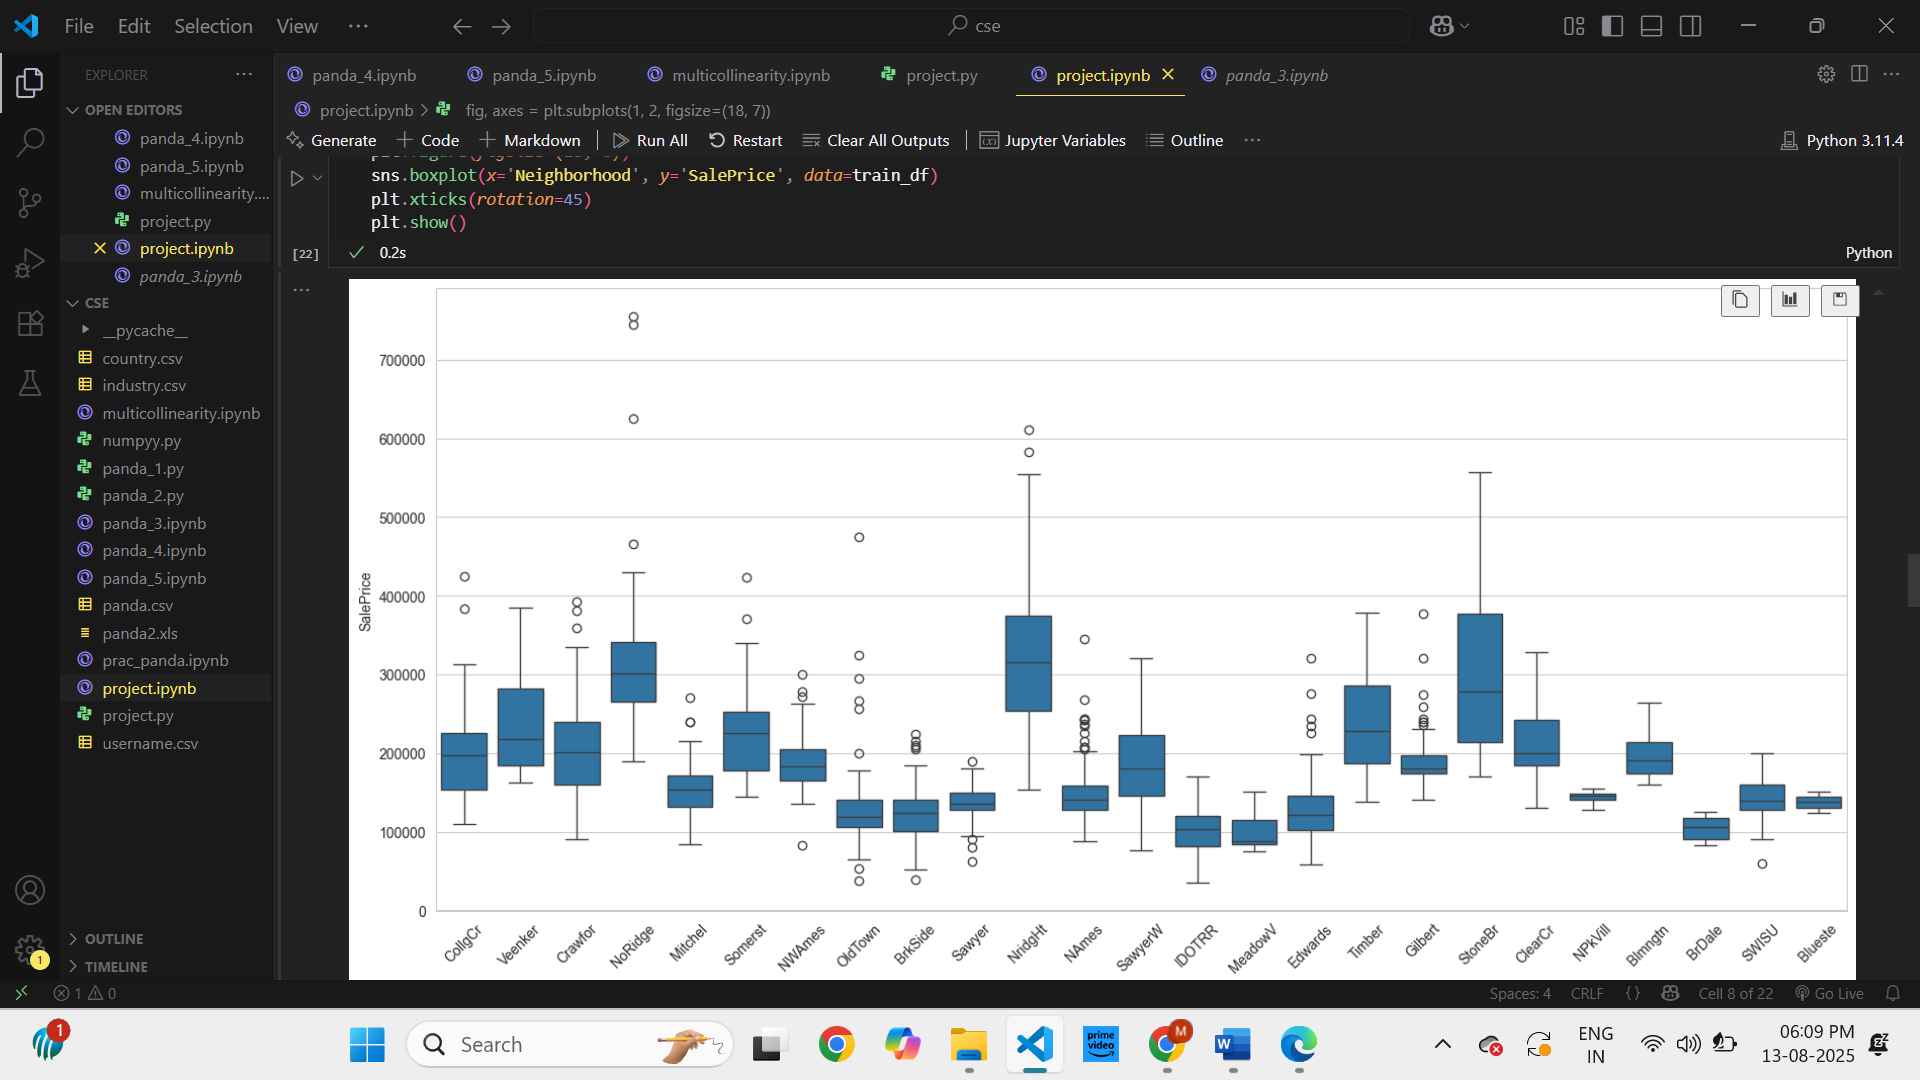 File Edit Selection View ···
cse
EXPLORER ···
panda_4.ipynb panda_5.ipynb multicollinearity.ipynb project.py project.ipynb panda_3.ipynb
OPEN EDITORS
panda_4.ipynb
panda_5.ipynb
multicollinearity....
project.py
project.ipynb
panda_3.ipynb
CSE
__pycache__
country.csv
industry.csv
multicollinearity.ipynb
numpyy.py
panda_1.py
panda_2.py
panda_3.ipynb
panda_4.ipynb
panda_5.ipynb
panda.csv
panda2.xls
prac_panda.ipynb
project.ipynb
project.py
username.csv
OUTLINE
TIMELINE
1
project.ipynb > fig, axes = plt.subplots(1, 2, figsize=(18, 7))
Generate + Code + Markdown Run All Restart Clear All Outputs Jupyter Variables Outline ··· Python 3.11.4
sns.boxplot(x='Neighborhood', y='SalePrice', data=train_df)
plt.xticks(rotation=45)
plt.show()
[22] 0.2s Python
700000
600000
500000
400000
300000
200000
100000
0
SalePrice
CollgCr Veenker Crawfor NoRidge Mitchel Somerst NWAmes OldTown BrkSide Sawyer NridgHt NAmes SawyerW IDOTRR MeadowV Edwards Timber Gilbert StoneBr ClearCr NPkVill Blmngtn BrDale SWISU Blueste
1 0 Spaces: 4 CRLF {} Cell 8 of 22 Go Live
1 Search prime video M W ENG IN 06:09 PM 13-08-2025